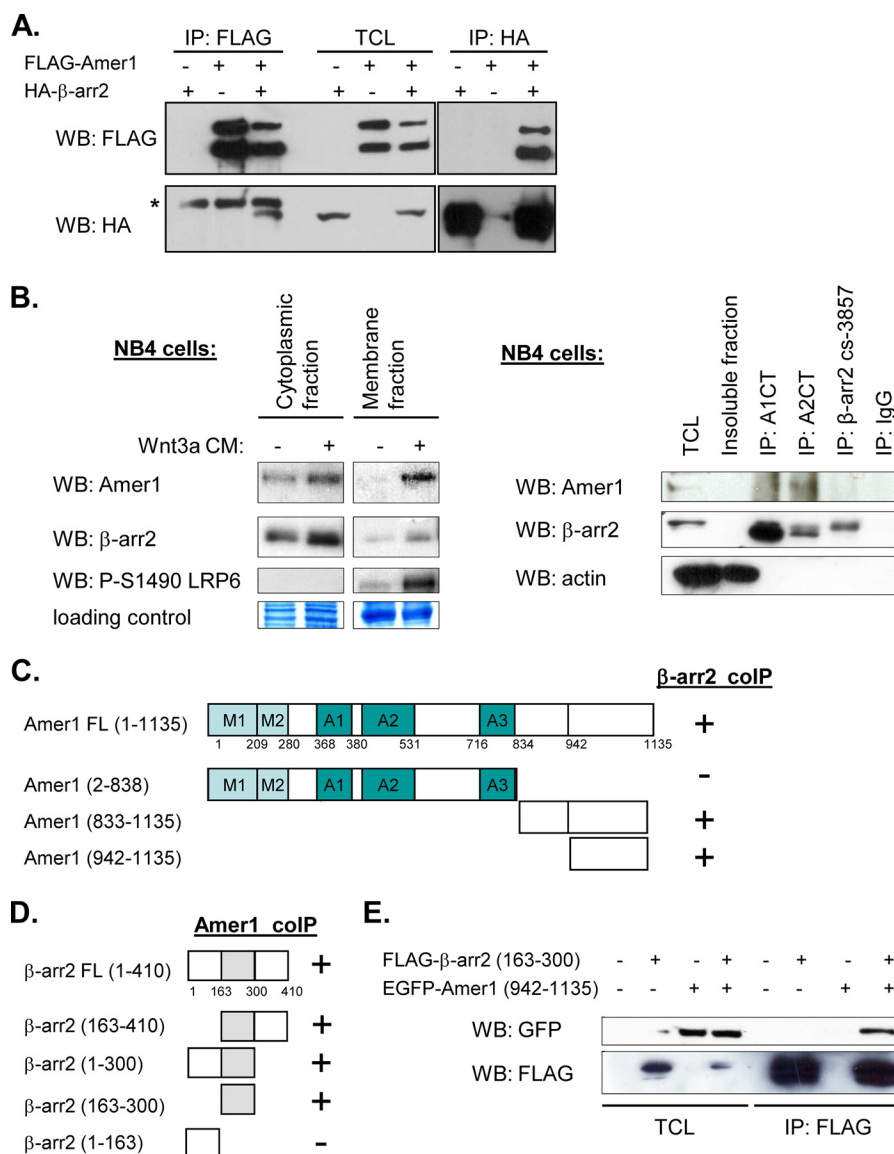 A.
IP: FLAG TCL IP: HA
FLAG-Amer1 - + + - + + - + +
HA-β-arr2 + - + + - + + - +
WB: FLAG
*
WB: HA
B.
NB4 cells:
Cytoplasmic fraction
Membrane fraction
Wnt3a CM: - + - +
WB: Amer1
WB: β-arr2
WB: P-S1490 LRP6
loading control
NB4 cells:
TCL
Insoluble fraction
IP: A1CT
IP: A2CT
IP: β-arr2 cs-3857
IP: IgG
WB: Amer1
WB: β-arr2
WB: actin
C.
β-arr2 coIP
Amer1 FL (1-1135) M1 M2 A1 A2 A3 +
1 209 280 368 380 531 716 834 942 1135
Amer1 (2-838) M1 M2 A1 A2 A3 -
Amer1 (833-1135) +
Amer1 (942-1135) +
D.
Amer1 coIP
β-arr2 FL (1-410) +
1 163 300 410
β-arr2 (163-410) +
β-arr2 (1-300) +
β-arr2 (163-300) +
β-arr2 (1-163) -
E.
FLAG-β-arr2 (163-300) - + - + - + - +
EGFP-Amer1 (942-1135) - - + + - - + +
WB: GFP
WB: FLAG
TCL IP: FLAG